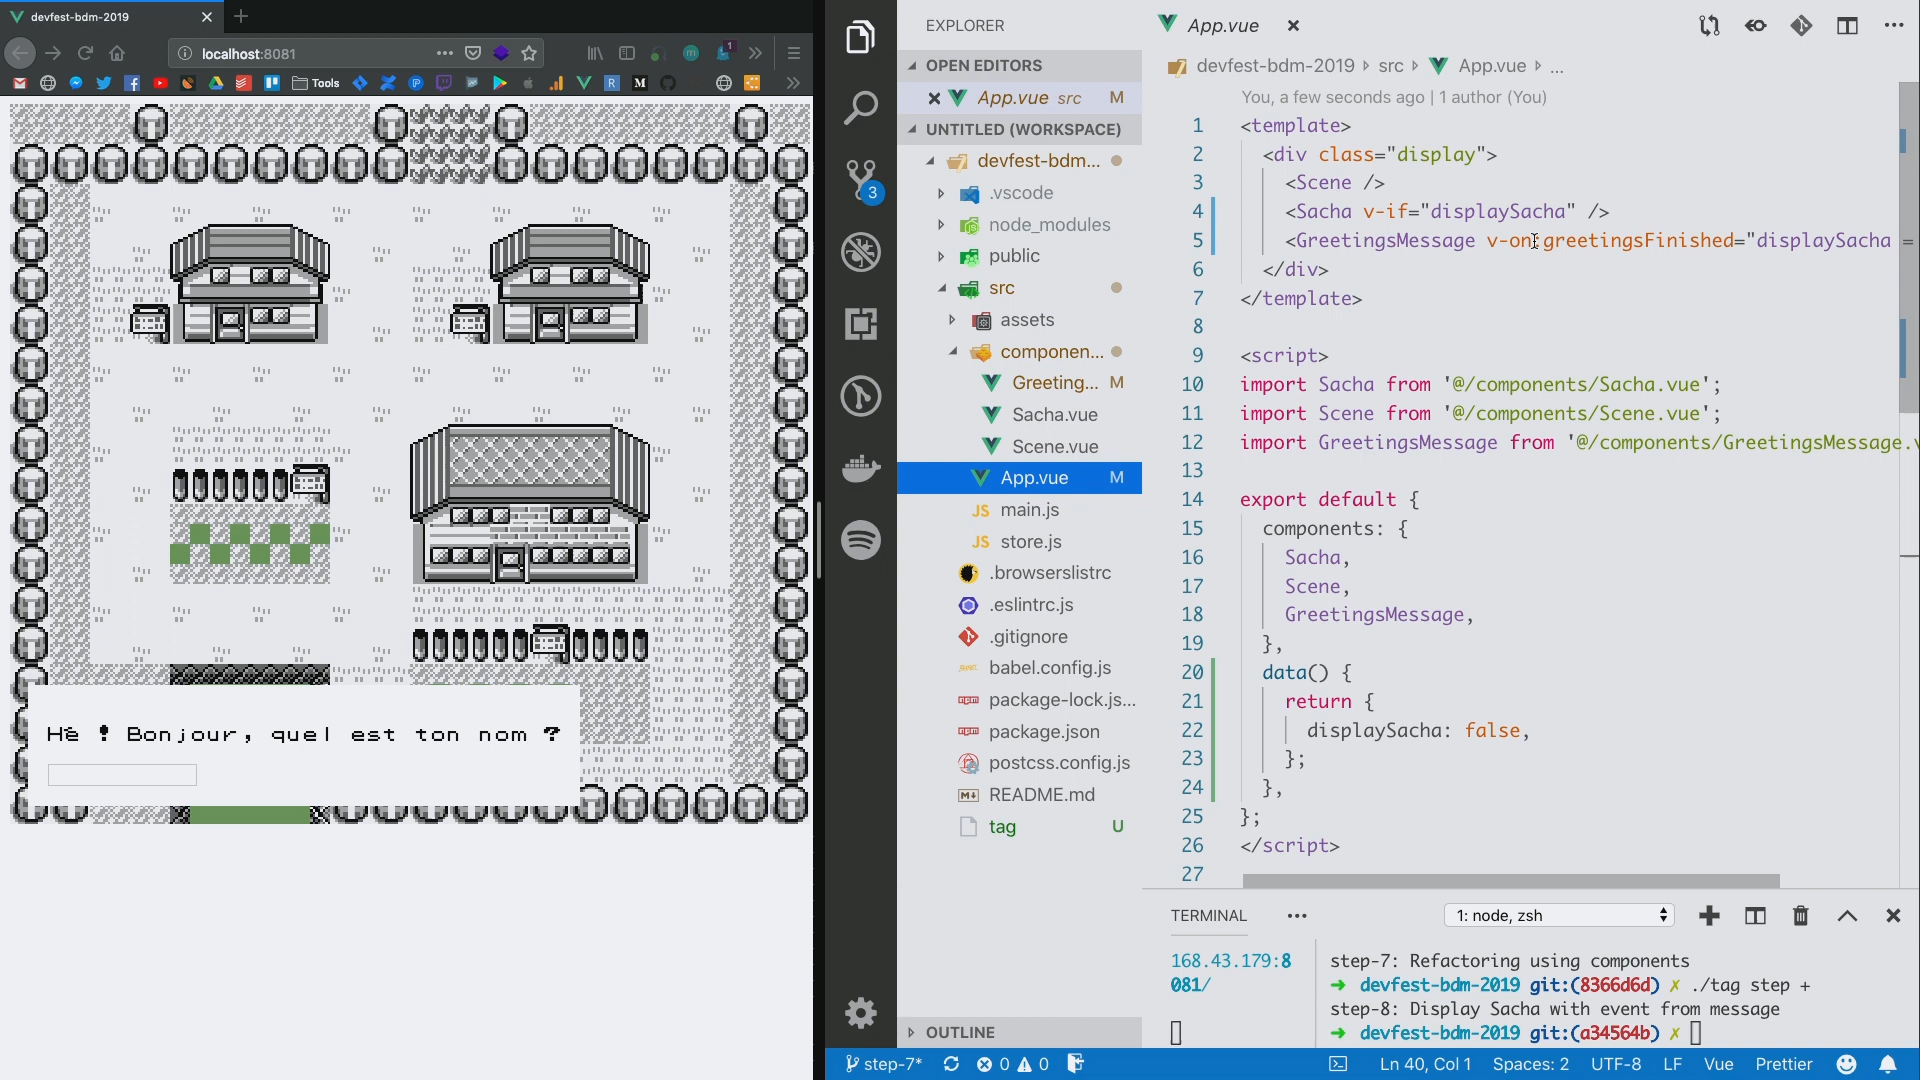 devfest-bdm-2019
localhost:8081
Tools
Hè ! Bonjour, quel est ton nom ?
3
EXPLORER
OPEN EDITORS
App.vue src M
UNTITLED (WORKSPACE)
devfest-bdm...
.vscode
node_modules
public
src
assets
componen...
Greeting... M
Sacha.vue
Scene.vue
App.vue M
JS main.js
JS store.js
.browserslistrc
.eslintrc.js
.gitignore
babel.config.js
package-lock.js...
package.json
postcss.config.js
README.md
tag U
OUTLINE
App.vue
devfest-bdm-2019 src App.vue ...
You, a few seconds ago | 1 author (You)
1 <template>
2 <div class="display">
3 <Scene />
4 <Sacha v-if="displaySacha" />
5 <GreetingsMessage v-on:greetingsFinished="displaySacha =
6 </div>
7 </template>
8
9 <script>
10 import Sacha from '@/components/Sacha.vue';
11 import Scene from '@/components/Scene.vue';
12 import GreetingsMessage from '@/components/GreetingsMessage.v
13
14 export default {
15 components: {
16 Sacha,
17 Scene,
18 GreetingsMessage,
19 },
20 data() {
21 return {
22 displaySacha: false,
23 };
24 },
25 };
26 </script>
27
TERMINAL
1: node, zsh
168.43.179:8
081/
step-7: Refactoring using components
➜ devfest-bdm-2019 git:(8366d6d) ✗ ./tag step +
step-8: Display Sacha with event from message
➜ devfest-bdm-2019 git:(a34564b) ✗
step-7* 0 0
Ln 40, Col 1 Spaces: 2 UTF-8 LF Vue Prettier